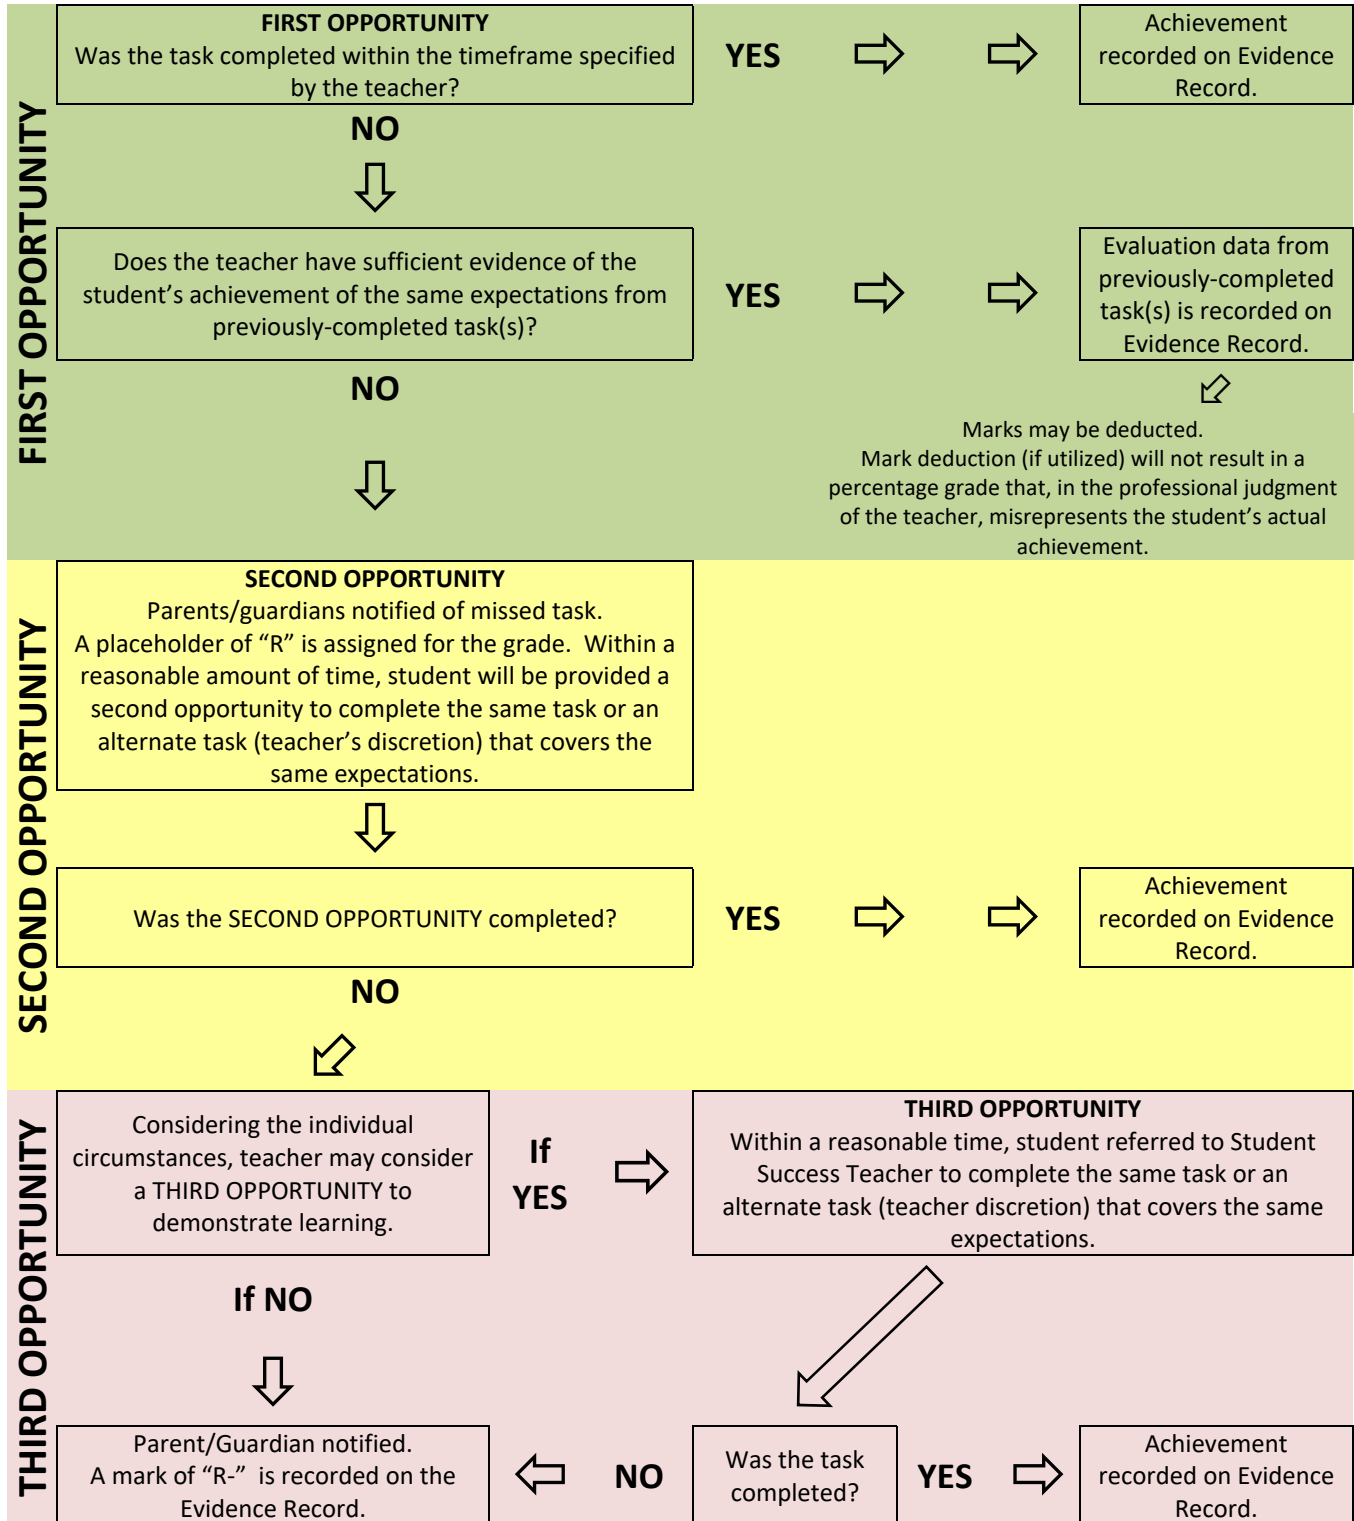 FIRST OPPORTUNITY
FIRST OPPORTUNITY
Was the task completed within the timeframe specified
by the teacher?
YES
Achievement
recorded on Evidence
Record.
NO
Does the teacher have sufficient evidence of the
student’s achievement of the same expectations from
previously-completed task(s)?
YES
Evaluation data from
previously-completed
task(s) is recorded on
Evidence Record.
NO
Marks may be deducted.
Mark deduction (if utilized) will not result in a
percentage grade that, in the professional judgment
of the teacher, misrepresents the student’s actual
achievement.
SECOND OPPORTUNITY
SECOND OPPORTUNITY
Parents/guardians notified of missed task.
A placeholder of “R” is assigned for the grade.  Within a
reasonable amount of time, student will be provided a
second opportunity to complete the same task or an
alternate task (teacher’s discretion) that covers the
same expectations.
Was the SECOND OPPORTUNITY completed?
YES
Achievement
recorded on Evidence
Record.
NO
THIRD OPPORTUNITY
Considering the individual
circumstances, teacher may consider
a THIRD OPPORTUNITY to
demonstrate learning.
If
YES
THIRD OPPORTUNITY
Within a reasonable time, student referred to Student
Success Teacher to complete the same task or an
alternate task (teacher discretion) that covers the same
expectations.
If NO
Parent/Guardian notified.
A mark of “R-”  is recorded on the
Evidence Record.
NO
Was the task
completed?
YES
Achievement
recorded on Evidence
Record.